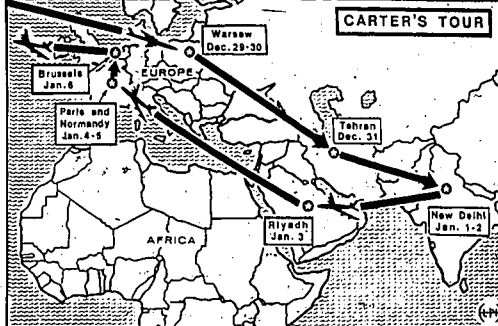 CARTER'S TOUR
Warsaw
Dec. 29-30
Brussels
Jan. 6
EUROPE
Paris and
Normandy
Jan. 4-5
Tehran
Dec. 31
New Delhi
Jan. 1-2
Riyadh
Jan. 3
AFRICA